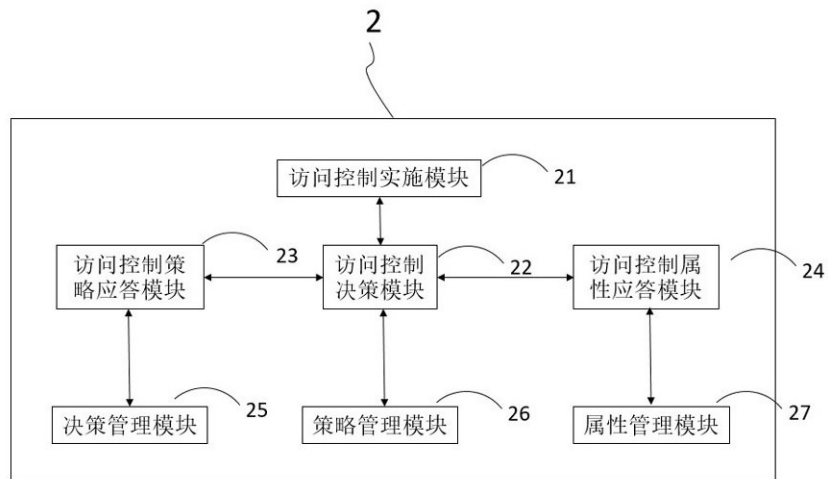 2
访问控制实施模块
21
访问控制策
略应答模块
23
访问控制
决策模块
22
访问控制属
性应答模块
24
决策管理模块
25
策略管理模块
26
属性管理模块
27